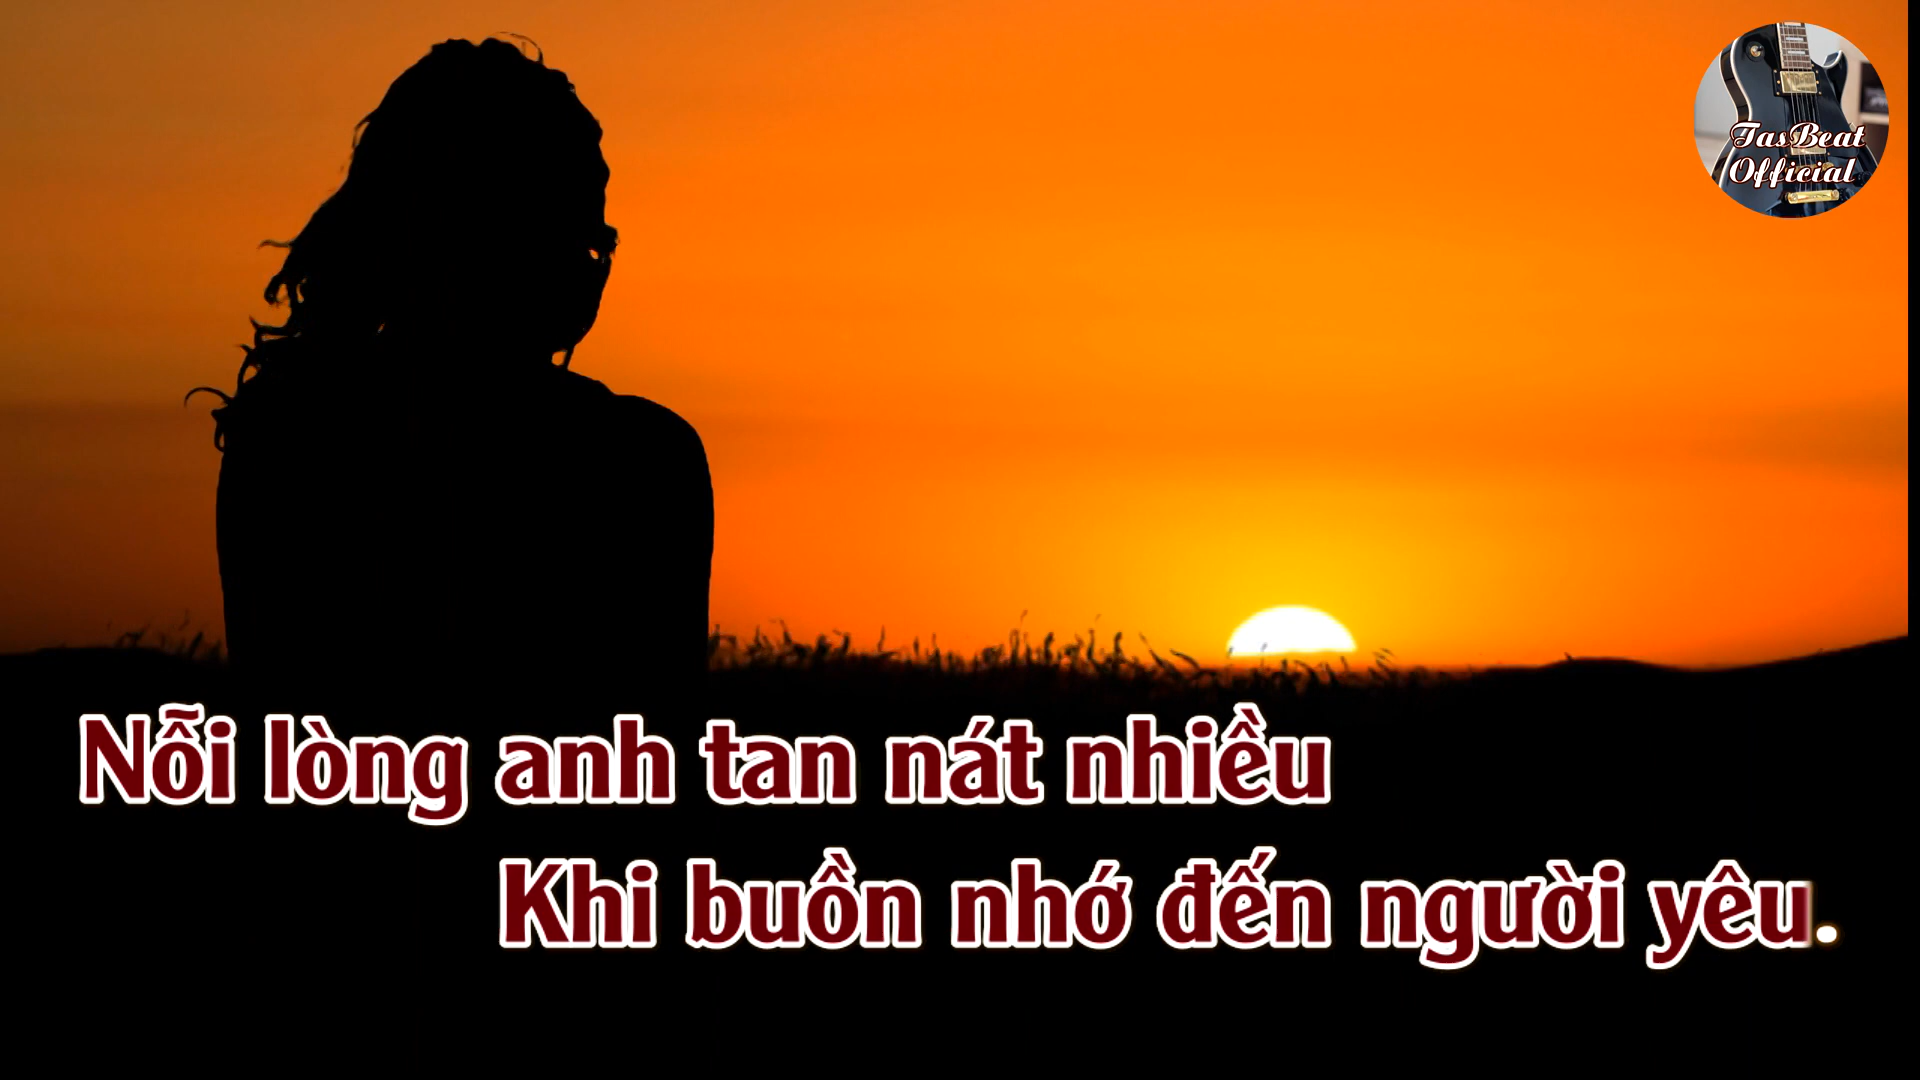 TasBeat
Official
Nỗi lòng anh tan nát nhiều
Khi buồn nhớ đến người yêu.